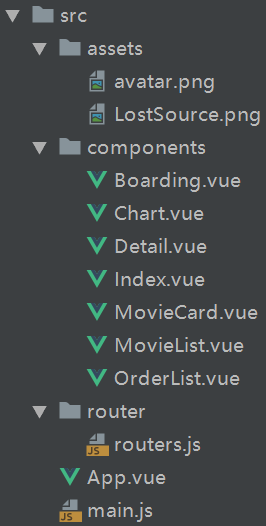 src
assets
avatar.png
LostSource.png
components
Boarding.vue
Chart.vue
Detail.vue
Index.vue
MovieCard.vue
MovieList.vue
OrderList.vue
router
JS routers.js
App.vue
JS main.js